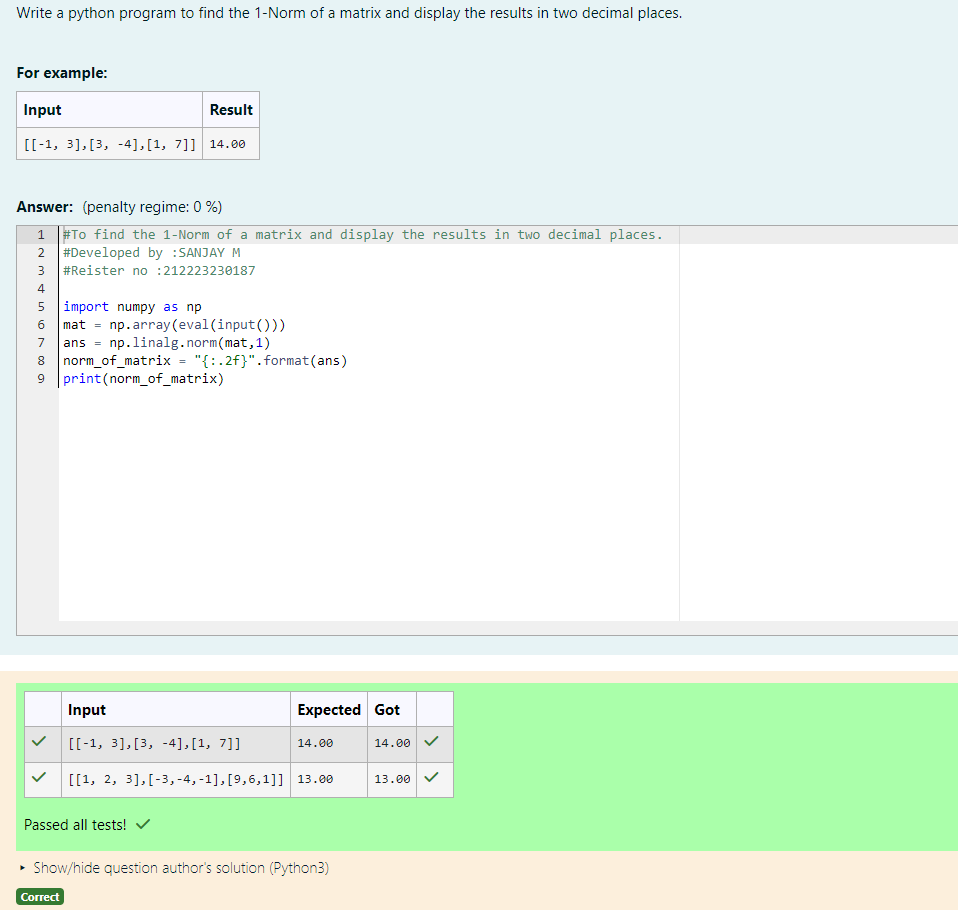 Write a python program to find the 1-Norm of a matrix and display the results in two decimal places.
For example:
Input Result
[[-1, 3],[3, -4],[1, 7]] 14.00
Answer: (penalty regime: 0 %)
1 #To find the 1-Norm of a matrix and display the results in two decimal places.
2 #Developed by :SANJAY M
3 #Reister no :212223230187
4
5 import numpy as np
6 mat = np.array(eval(input()))
7 ans = np.linalg.norm(mat,1)
8 norm_of_matrix = "{:.2f}".format(ans)
9 print(norm_of_matrix)
Input Expected Got
[[-1, 3],[3, -4],[1, 7]] 14.00 14.00
[[1, 2, 3],[-3,-4,-1],[9,6,1]] 13.00 13.00
Passed all tests!
Show/hide question author's solution (Python3)
Correct